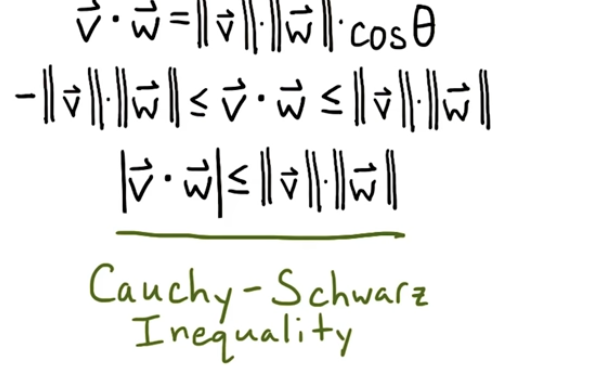 v⃗ · w⃗ = ||v⃗|| · ||w⃗|| · cosθ
-||v⃗|| · ||w⃗|| ≤ v⃗ · w⃗ ≤ ||v⃗|| · ||w⃗||
|v⃗ · w⃗| ≤ ||v⃗|| · ||w⃗||
Cauchy-Schwarz
Inequality